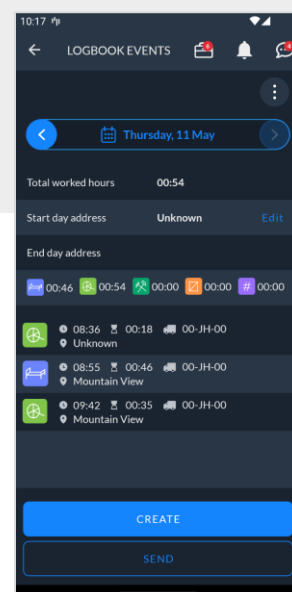 10:17
LOGBOOK EVENTS
Thursday, 11 May
Total worked hours 00:54
Start day address Unknown Edit
End day address
00:46 00:54 00:00 00:00 # 00:00
08:36 00:18 00-JH-00
Unknown
08:55 00:46 00-JH-00
Mountain View
09:42 00:35 00-JH-00
Mountain View
CREATE
SEND